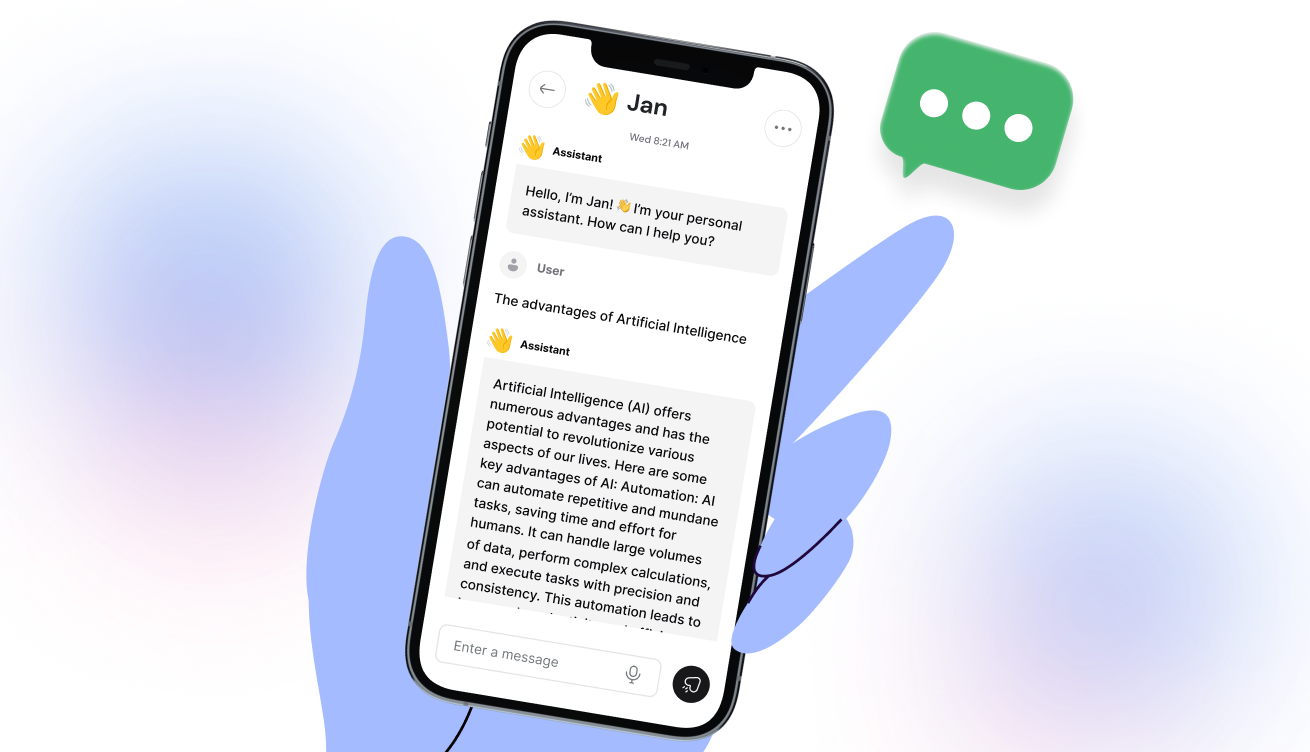 👋 Jan
Wed 8:21 AM
Assistant
Hello, I'm Jan! 👋 I'm your personal
assistant. How can I help you?
User
The advantages of Artificial Intelligence
Assistant
Artificial Intelligence (AI) offers
numerous advantages and has the
potential to revolutionize various
aspects of our lives. Here are some
key advantages of AI: Automation: AI
can automate repetitive and mundane
tasks, saving time and effort for
humans. It can handle large volumes
of data, perform complex calculations,
and execute tasks with precision and
consistency. This automation leads to
Enter a message